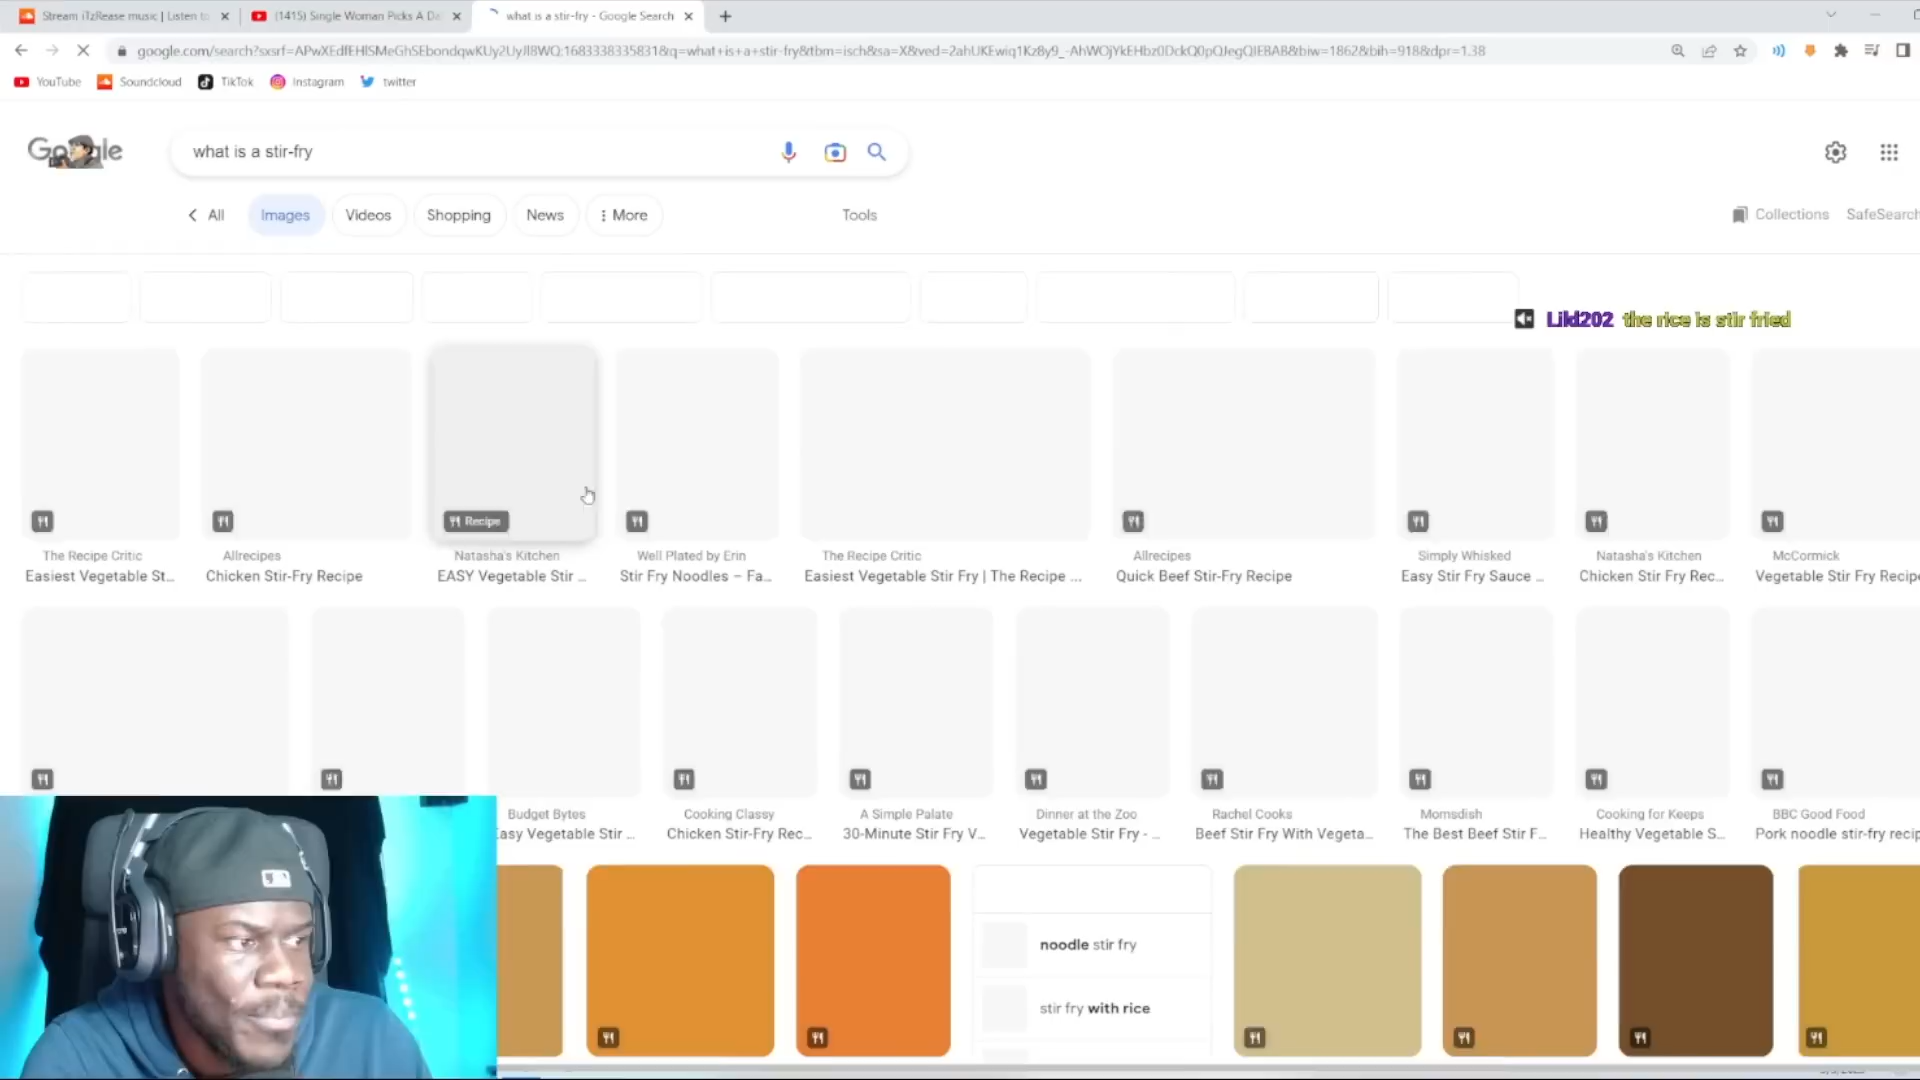 Stream iTzRease music | Listen to
(1415) Single Woman Picks A Da
what is a stir-fry - Google Search
YouTube
Soundcloud
TikTok
Instagram
twitter
Google
what is a stir-fry
All
Images
Videos
Shopping
News
More
Tools
Collections
SafeSearch
the rice is stir fried
Recipe
The Recipe Critic
Easiest Vegetable St...
Allrecipes
Chicken Stir-Fry Recipe
Natasha's Kitchen
EASY Vegetable Stir ...
Well Plated by Erin
Stir Fry Noodles – Fa...
The Recipe Critic
Easiest Vegetable Stir Fry | The Recipe ...
Allrecipes
Quick Beef Stir-Fry Recipe
Simply Whisked
Easy Stir Fry Sauce ...
Natasha's Kitchen
Chicken Stir Fry Rec...
McCormick
Vegetable Stir Fry Recipe
Budget Bytes
Easy Vegetable Stir ...
Cooking Classy
Chicken Stir-Fry Rec...
A Simple Palate
30-Minute Stir Fry V...
Dinner at the Zoo
Vegetable Stir Fry - ...
Rachel Cooks
Beef Stir Fry With Vegeta...
Momsdish
The Best Beef Stir F...
Cooking for Keeps
Healthy Vegetable S...
BBC Good Food
Pork noodle stir-fry recip
noodle stir fry
stir fry with rice